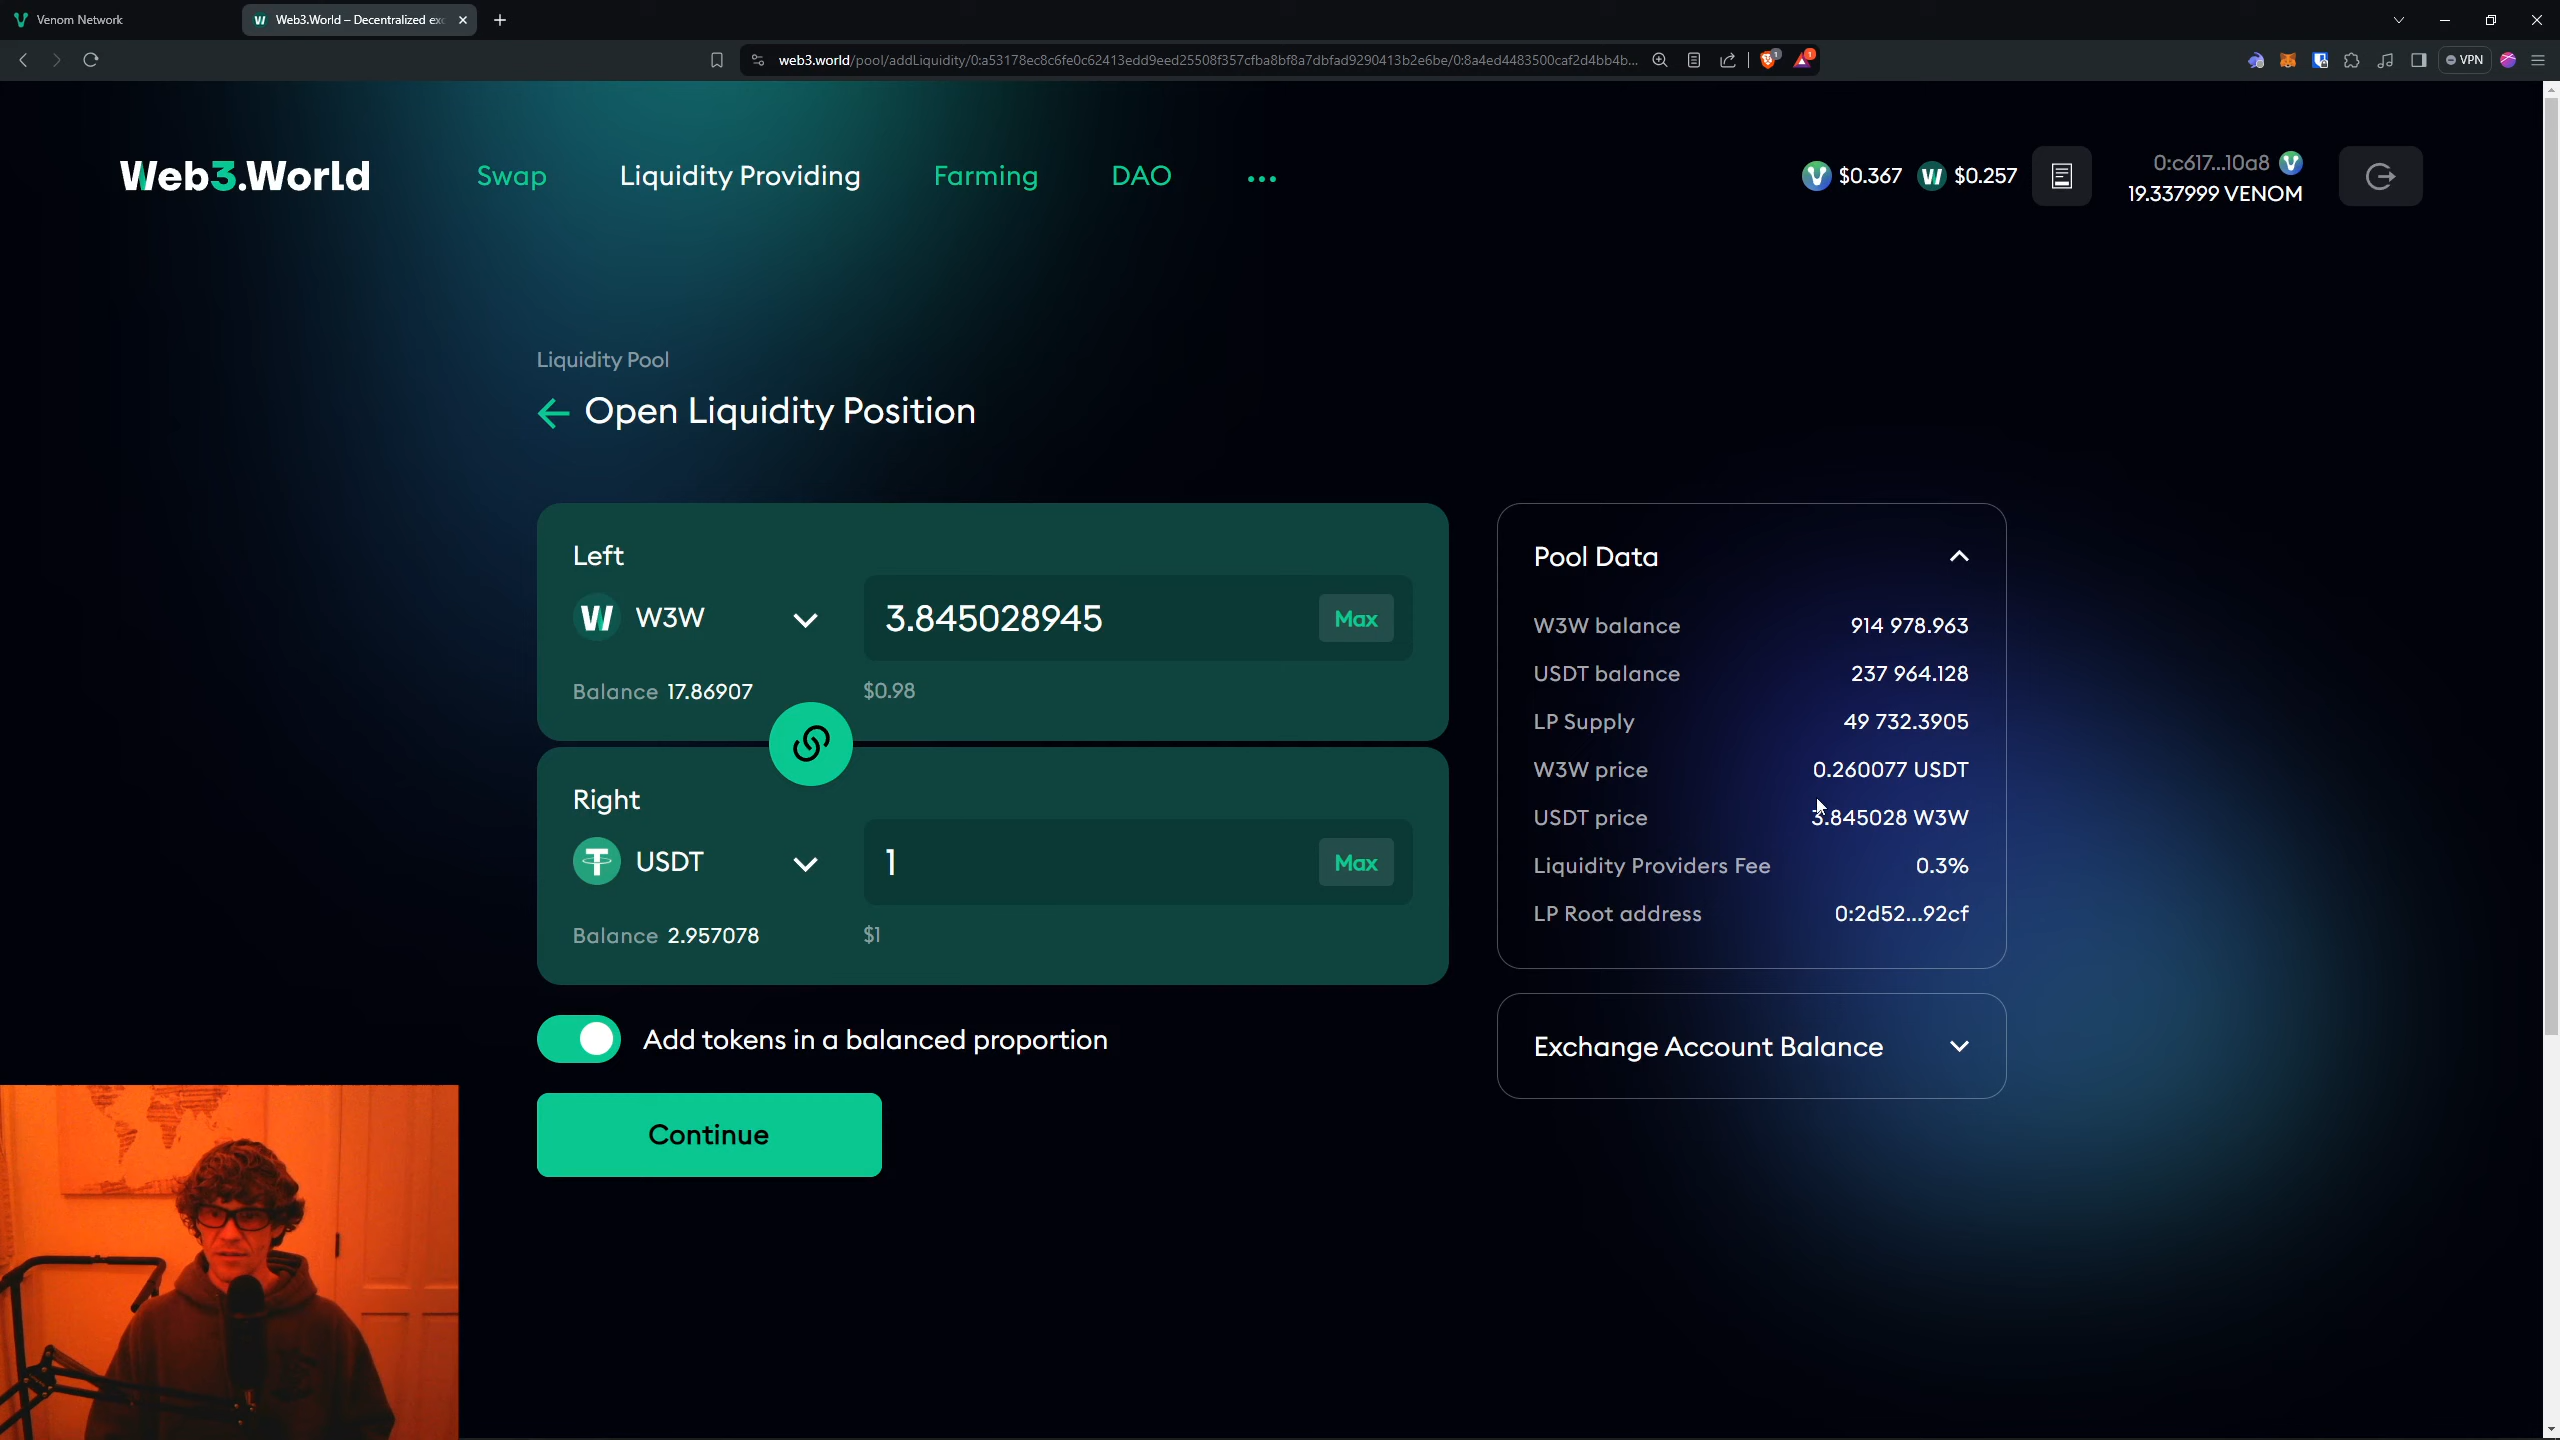 Venom Network
Web3.World – Decentralized exc
web3.world/pool/addLiquidity/0:a53178ec8c6fe0c62413edd9eed25508f357cfba8bf8a7dbfad9290413b2e6be/0:8a4ed4483500caf2d4bb4b...
1
1
VPN
Web3.World
Swap
Liquidity Providing
Farming
DAO
...
$0.367
$0.257
0:c617...10a8
19.337999 VENOM
Liquidity Pool
Open Liquidity Position
Left
W3W
3.845028945
Max
Balance 17.86907
$0.98
Right
USDT
1
Max
Balance 2.957078
$1
Add tokens in a balanced proportion
Continue
Pool Data
W3W balance 914 978.963
USDT balance 237 964.128
LP Supply 49 732.3905
W3W price 0.260077 USDT
USDT price 3.845028 W3W
Liquidity Providers Fee 0.3%
LP Root address 0:2d52...92cf
Exchange Account Balance